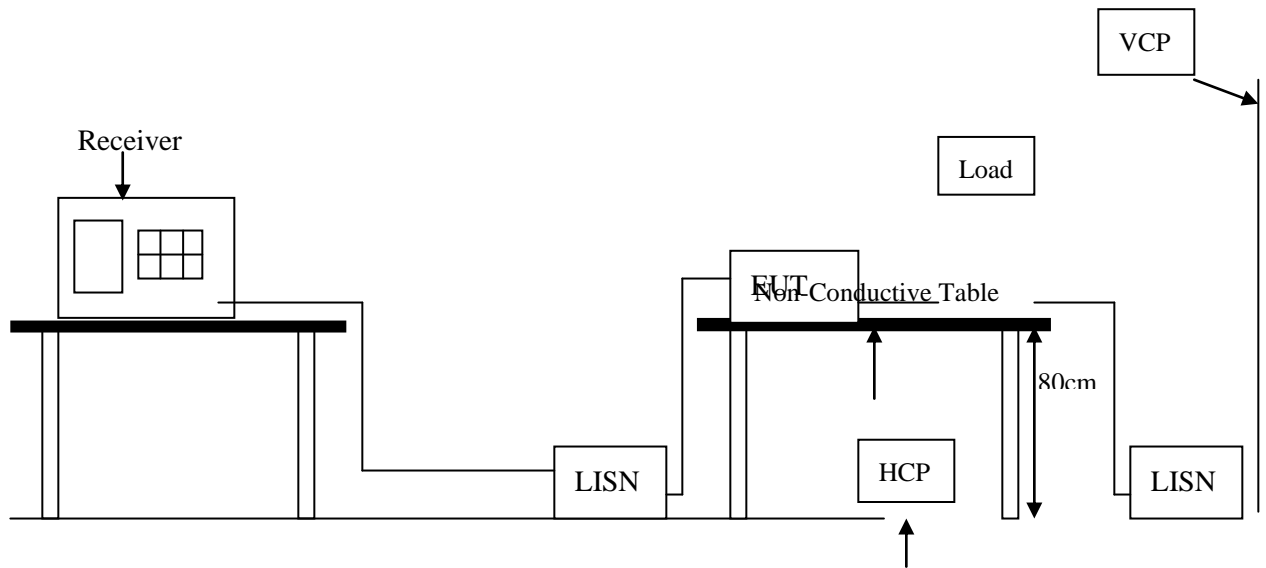 VCP
Receiver
Load
EUT
Non-Conductive Table
80cm
HCP
LISN
LISN